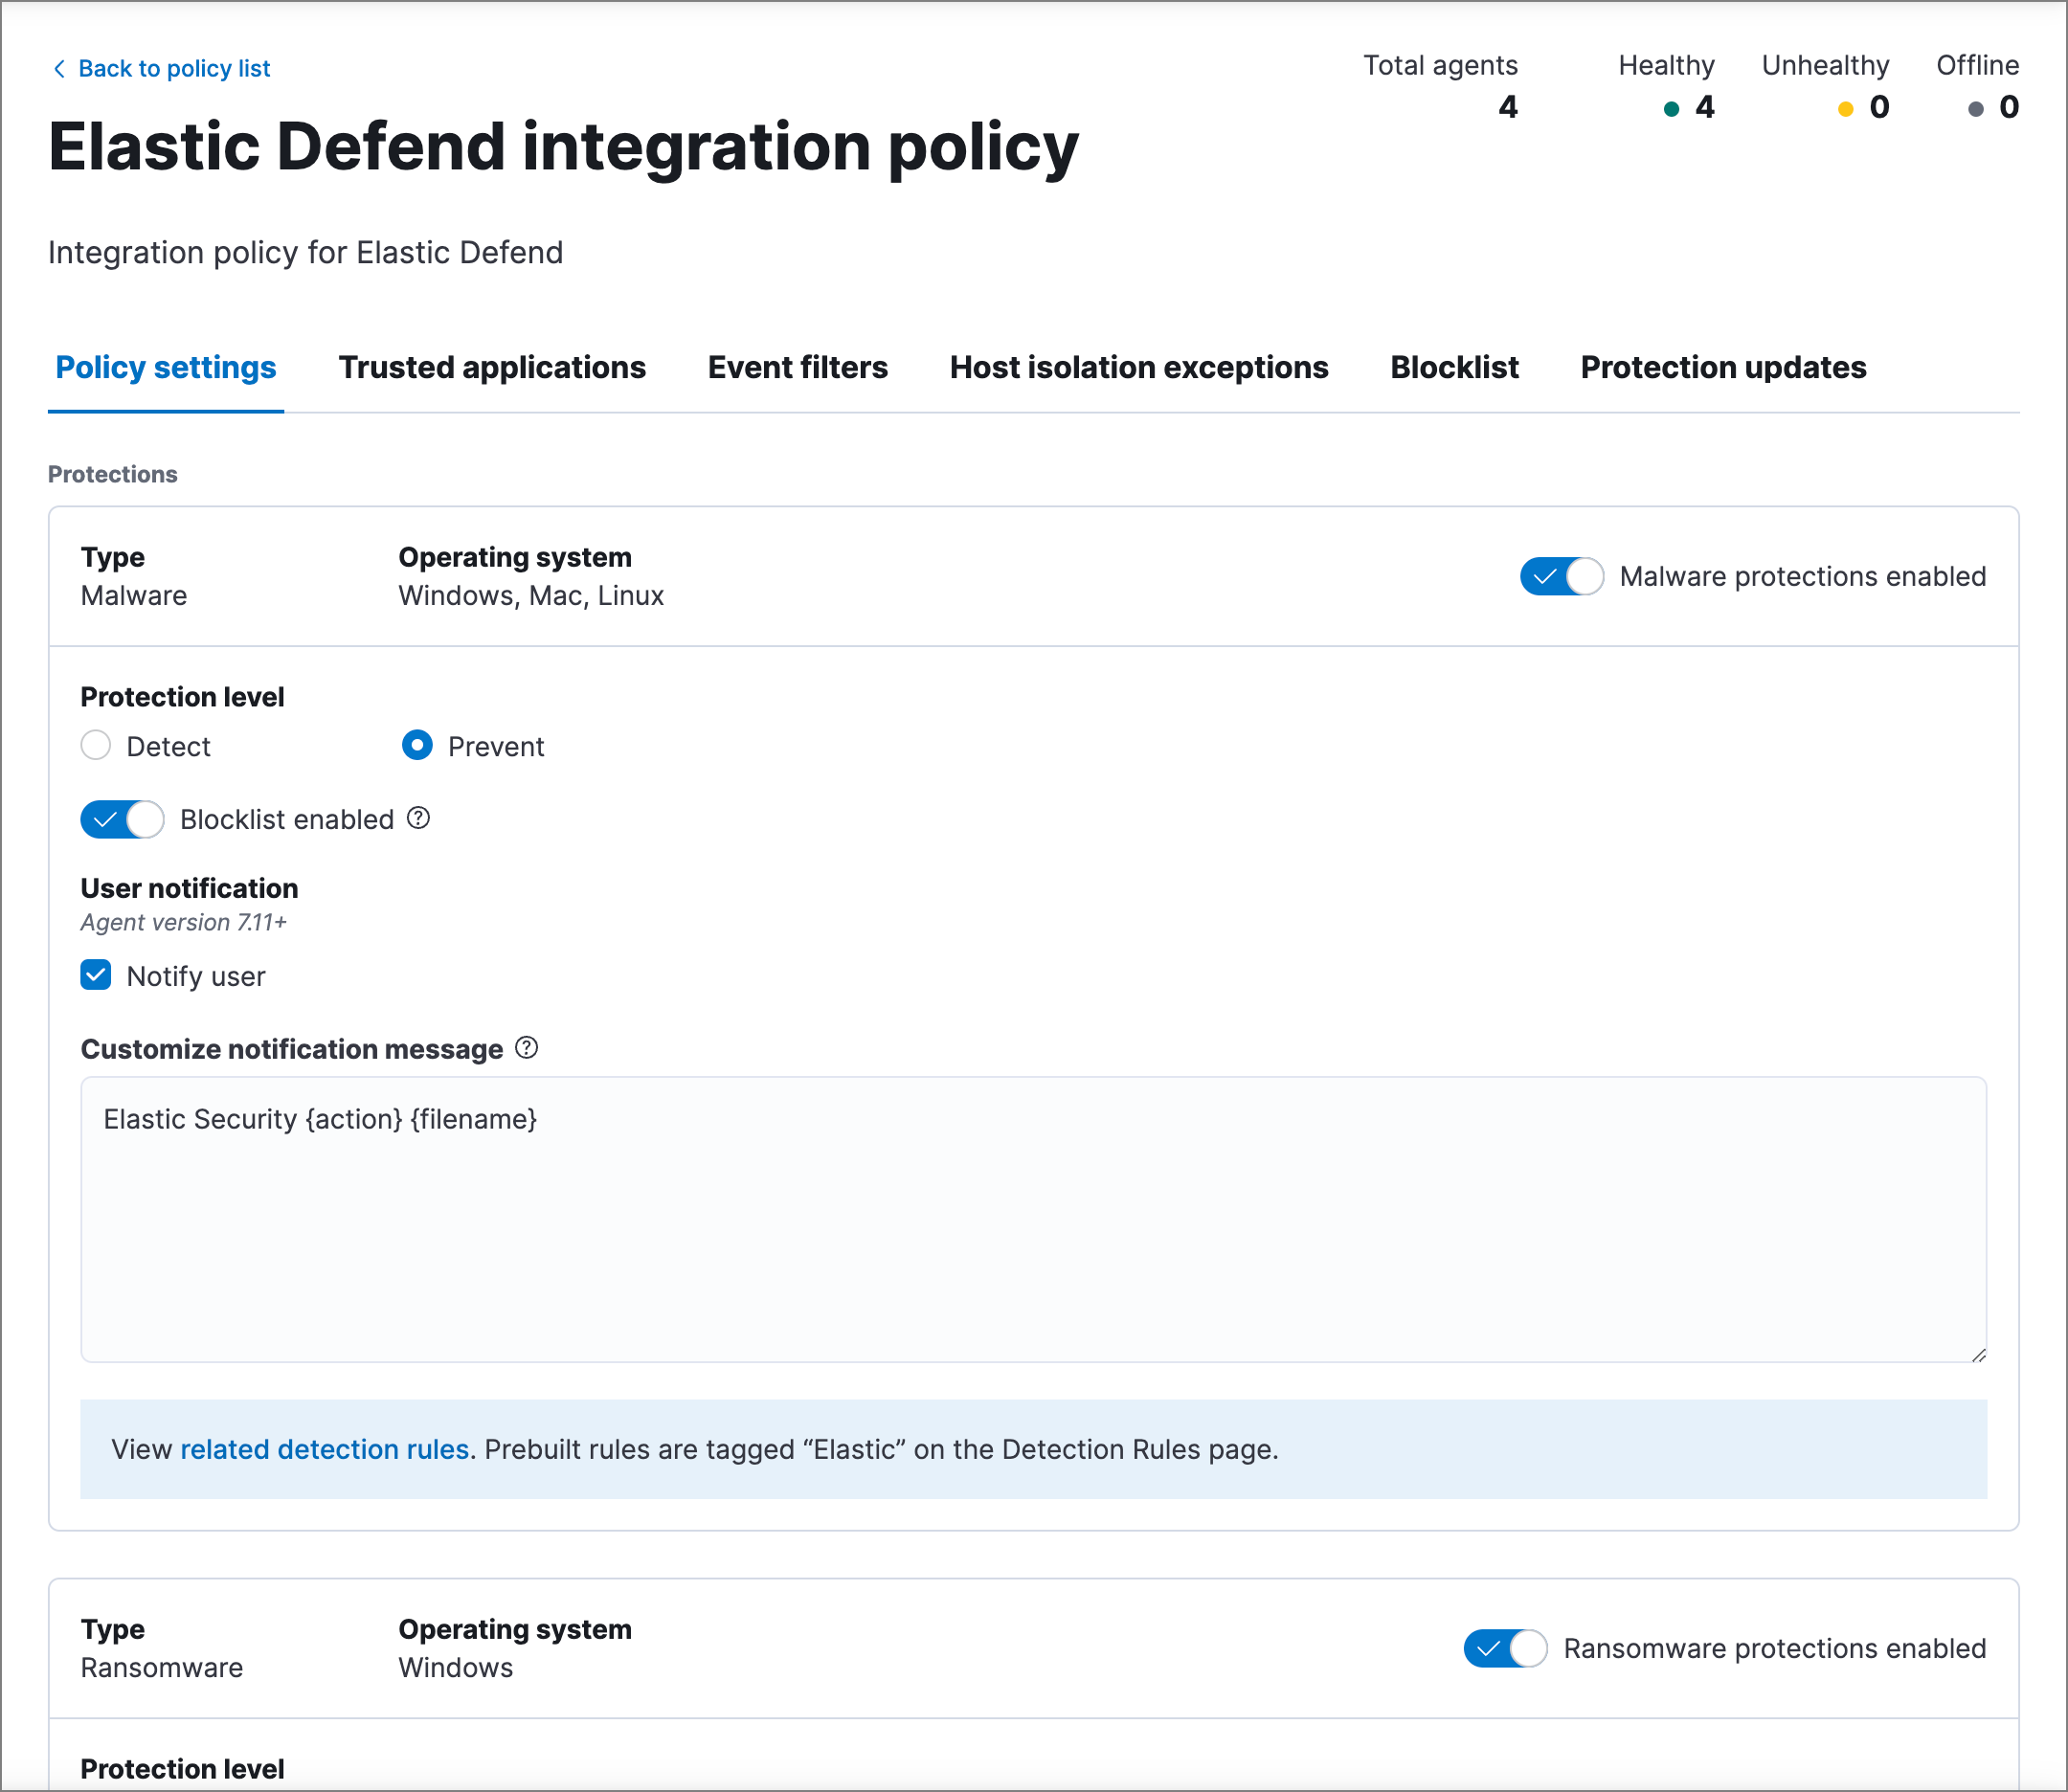 Back to policy list
Total agents Healthy Unhealthy Offline
4 4 0 0
Elastic Defend integration policy
Integration policy for Elastic Defend
Policy settings Trusted applications Event filters Host isolation exceptions Blocklist Protection updates
Protections
Type Operating system
Malware Windows, Mac, Linux
Malware protections enabled
Protection level
Detect Prevent
Blocklist enabled
User notification
Agent version 7.11+
Notify user
Customize notification message
Elastic Security {action} {filename}
View related detection rules. Prebuilt rules are tagged “Elastic” on the Detection Rules page.
Type Operating system
Ransomware Windows
Ransomware protections enabled
Protection level